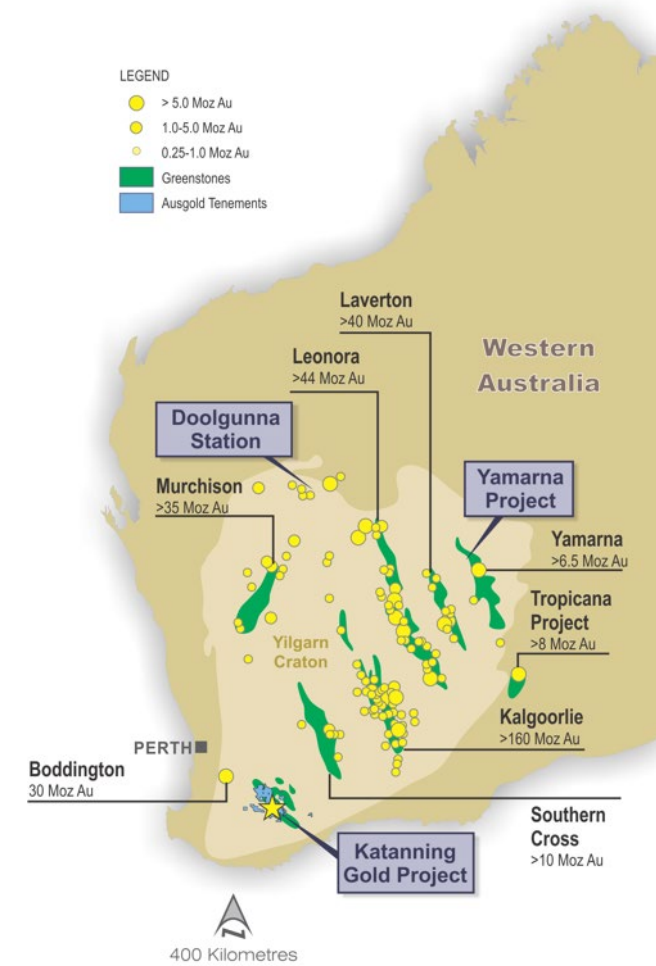 LEGEND
> 5.0 Moz Au
1.0-5.0 Moz Au
0.25-1.0 Moz Au
Greenstones
Ausgold Tenements
Laverton
>40 Moz Au
Western
Australia
Leonora
>44 Moz Au
Doolgunna
Station
Murchison
>35 Moz Au
Yamarna
Project
Yamarna
>6.5 Moz Au
Tropicana
Project
>8 Moz Au
Yilgarn
Craton
Kalgoorlie
>160 Moz Au
PERTH
Boddington
30 Moz Au
Southern
Cross
>10 Moz Au
Katanning
Gold Project
N
400 Kilometres